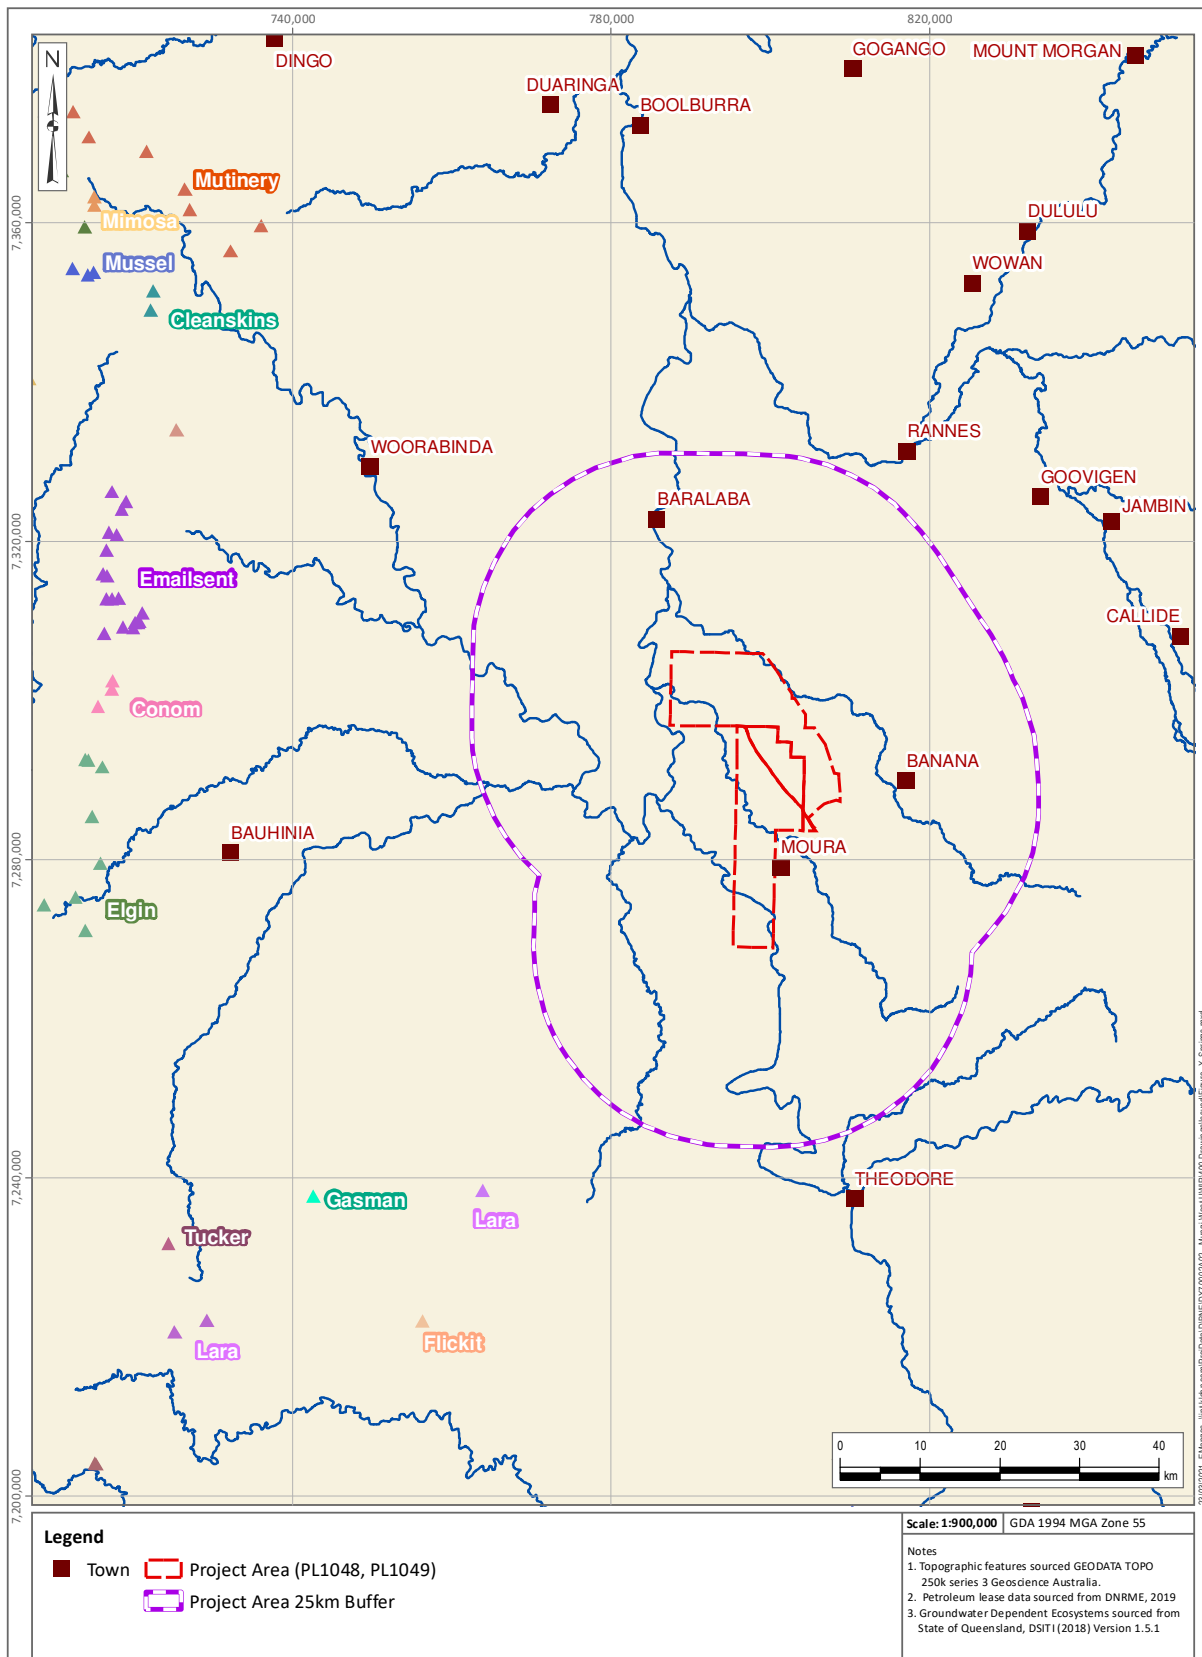 740,000
780,000
820,000
N
DINGO
GOGANGO
MOUNT MORGAN
DUARINGA
BOOLBURRA
Mutinery
7,360,000
Mimosa
DULULU
Mussel
WOWAN
Cleanskins
RANNES
WOORABINDA
GOOVIGEN
BARALABA
JAMBIN
7,320,000
Emailsent
CALLIDE
Conom
BANANA
BAUHINIA
MOURA
7,280,000
Elgin
7,240,000
THEODORE
Gasman
Lara
Tucker
Flickit
Lara
0 10 20 30 40
km
7,200,000
Legend
Town
Project Area (PL1048, PL1049)
Project Area 25km Buffer
Scale: 1:900,000
GDA 1994 MGA Zone 55
Notes
1. Topographic features sourced GEODATA TOPO
250k series 3 Geoscience Australia.
2. Petroleum lease data sourced from DNRME, 2019
3. Groundwater Dependent Ecosystems sourced from
State of Queensland, DSITI (2018) Version 1.5.1